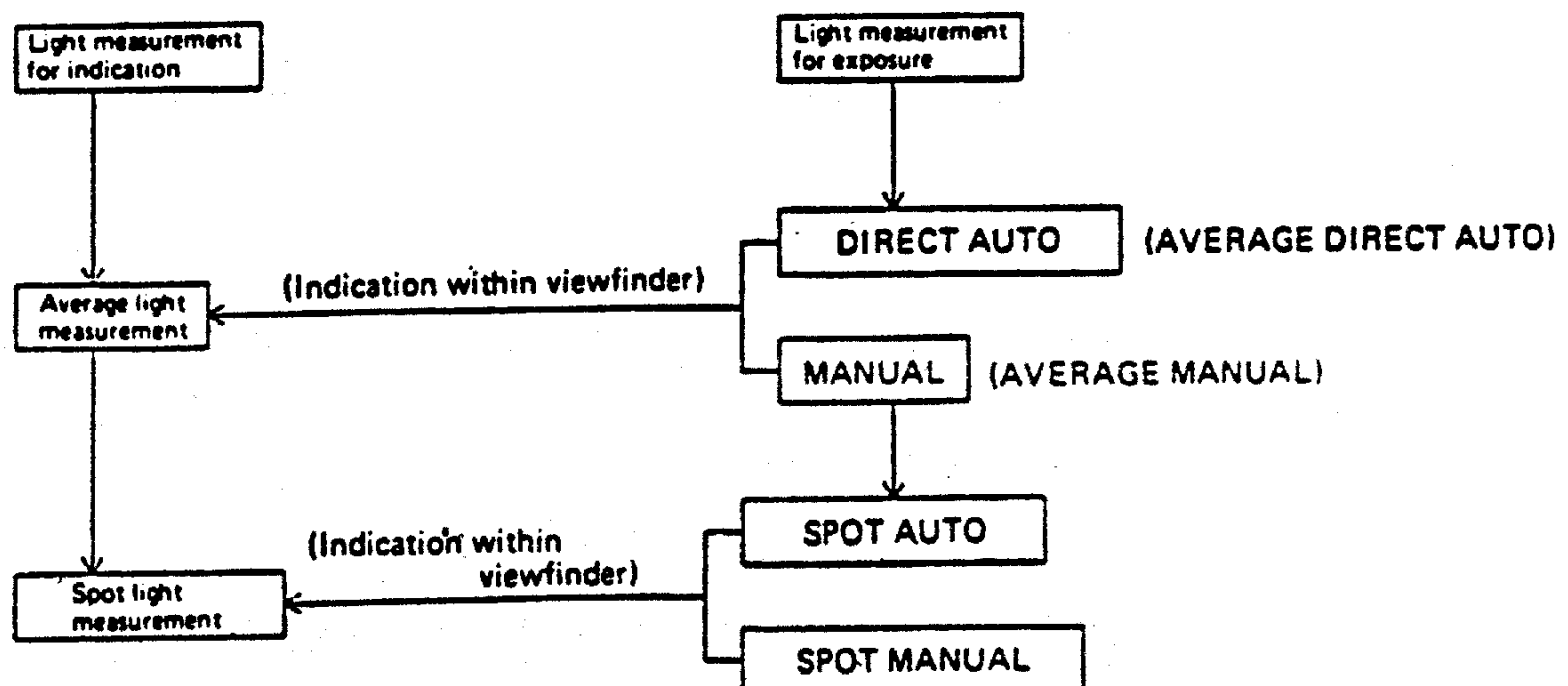 Light measurement
for indication
Light measurement
for exposure
DIRECT AUTO
(AVERAGE DIRECT AUTO)
(Indication within viewfinder)
Average light
measurement
MANUAL
(AVERAGE MANUAL)
SPOT AUTO
(Indication within
viewfinder)
Spot light
measurement
SPOT MANUAL